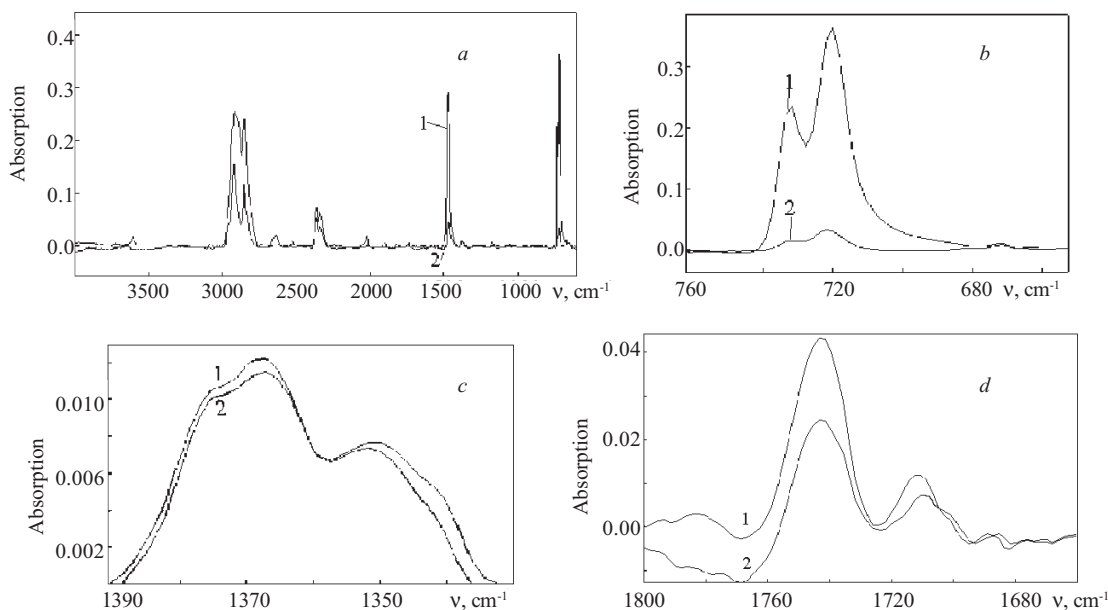 0.4
a
Absorption
0.3
0.2
1
0.1
0.0
2
3500 3000 2500 2000 1500 1000 ν, cm-1
b
Absorption
0.3
1
0.2
0.1
2
0.0
760 720 680 ν, cm-1
c
Absorption
1
2
0.010
0.006
0.002
1390 1370 1350 ν, cm-1
0.04
d
Absorption
0.02
0.00
1
2
1800 1760 1720 1680 ν, cm-1